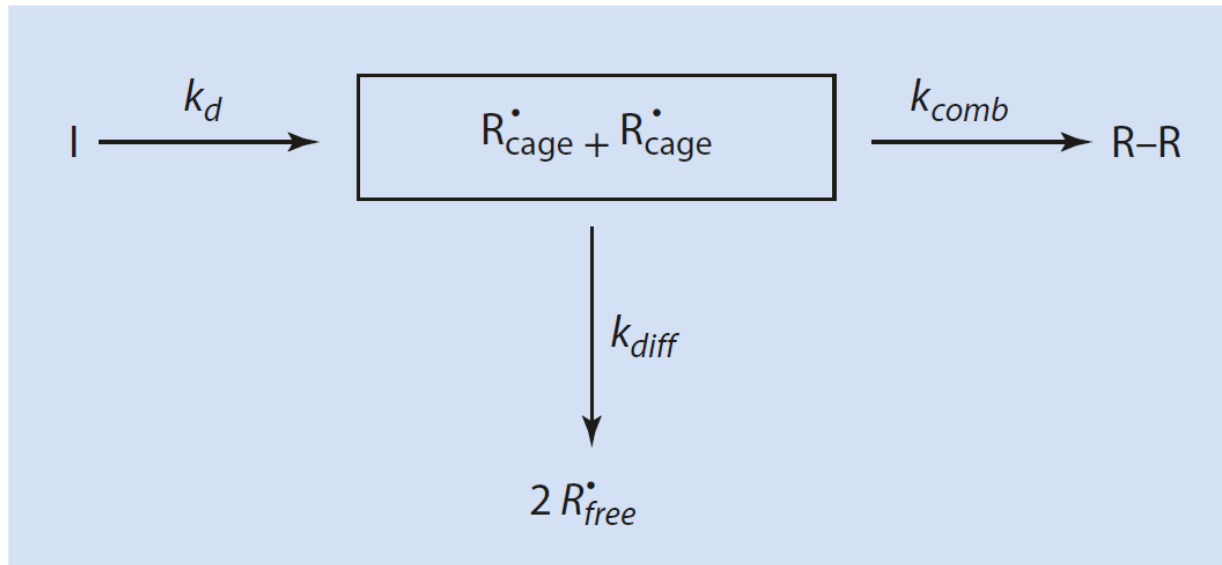 k_d
k_comb
I
R•cage + R•cage
R–R
k_diff
2 R•free